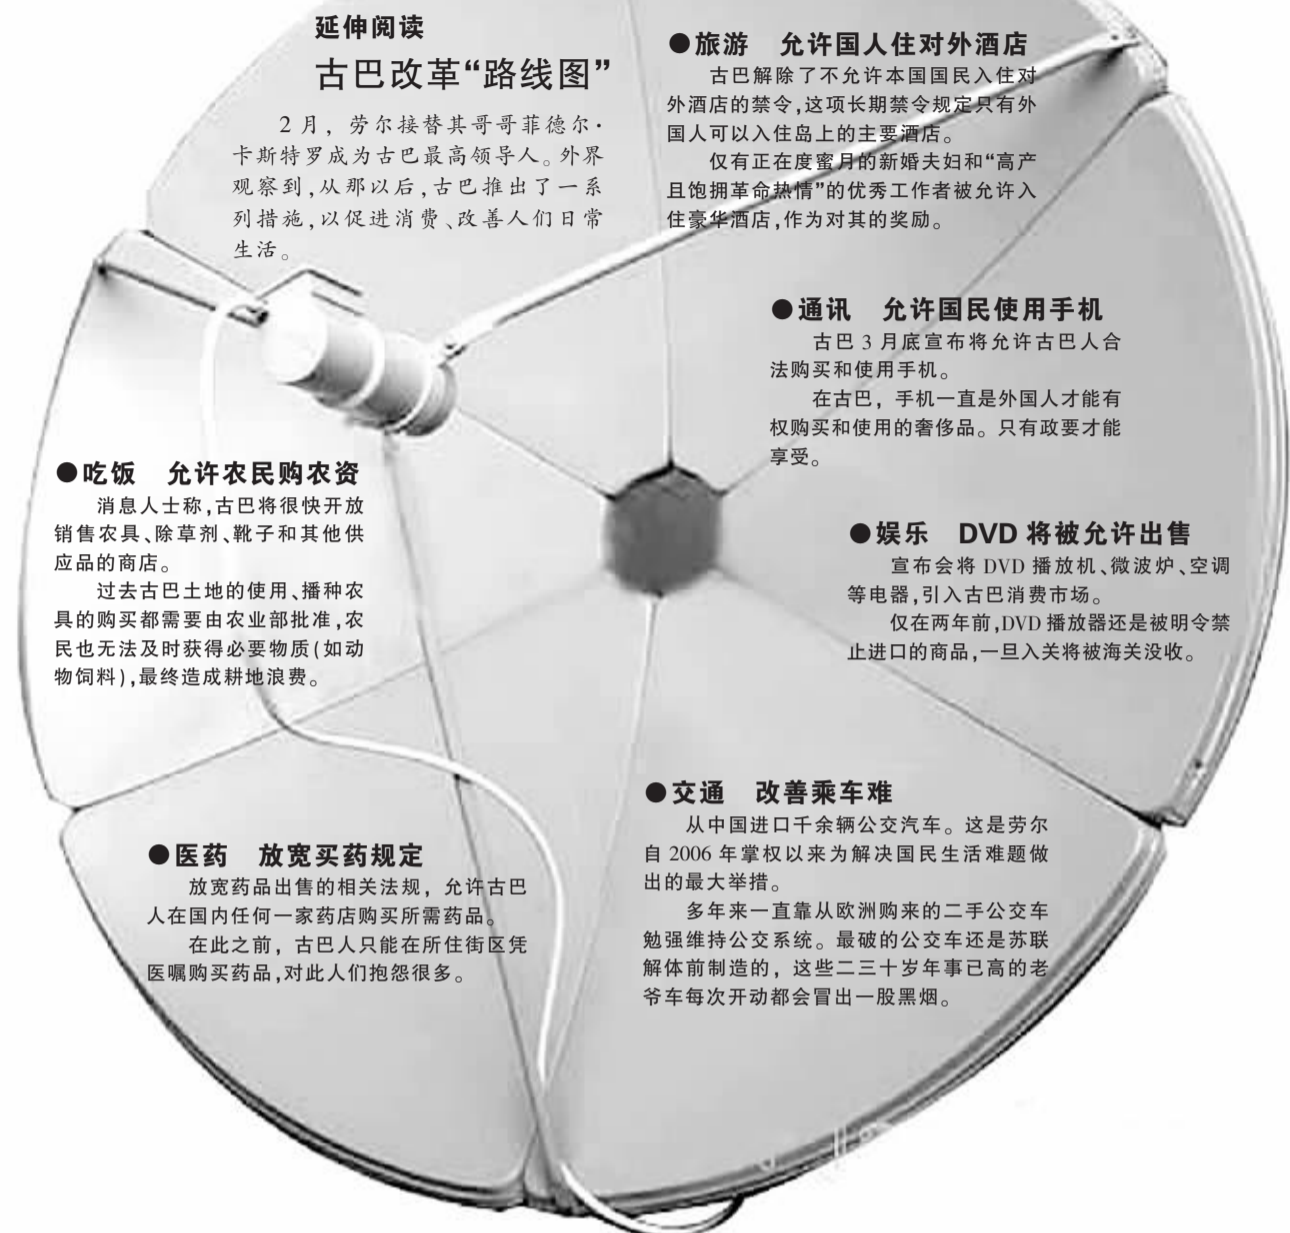 延伸阅读
古巴改革“路线图”
2 月，劳尔接替其哥哥菲德尔·
卡斯特罗成为古巴最高领导人。外界
观察到，从那以后，古巴推出了一系
列措施，以促进消费、改善人们日常
生活。
●旅游 允许国人住对外酒店
古巴解除了不允许本国国民入住对
外酒店的禁令，这项长期禁令规定只有外
国人可以入住岛上的主要酒店。
仅有正在度蜜月的新婚夫妇和“高产
且饱拥革命热情”的优秀工作者被允许入
住豪华酒店，作为对其的奖励。
●通讯 允许国民使用手机
古巴 3 月底宣布将允许古巴人合
法购买和使用手机。
在古巴，手机一直是外国人才能有
权购买和使用的奢侈品。只有政要才能
享受。
●吃饭 允许农民购农资
消息人士称，古巴将很快开放
销售农具、除草剂、靴子和其他供
应品的商店。
过去古巴土地的使用、播种农
具的购买都需要由农业部批准，农
民也无法及时获得必要物质（如动
物饲料），最终造成耕地浪费。
●娱乐 DVD 将被允许出售
宣布会将 DVD 播放机、微波炉、空调
等电器，引入古巴消费市场。
仅在两年前，DVD 播放器还是被明令禁
止进口的商品，一旦入关将被海关没收。
●交通 改善乘车难
从中国进口千余辆公交汽车。这是劳尔
自 2006 年掌权以来为解决国民生活难题做
出的最大举措。
多年来一直靠从欧洲购来的二手公交车
勉强维持公交系统。最破的公交车还是苏联
解体前制造的，这些二三十岁年事已高的老
爷车每次开动都会冒出一股黑烟。
●医药 放宽买药规定
放宽药品出售的相关法规，允许古巴
人在国内任何一家药店购买所需药品。
在此之前，古巴人只能在所住街区凭
医嘱购买药品，对此人们抱怨很多。